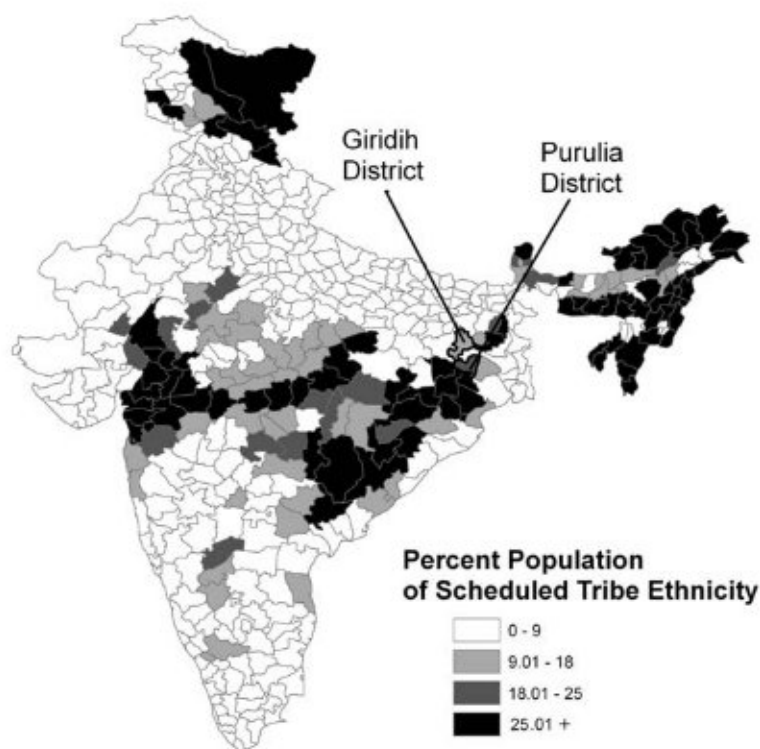 Giridih
District
Purulia
District
Percent Population
of Scheduled Tribe Ethnicity
0 - 9
9.01 - 18
18.01 - 25
25.01 +